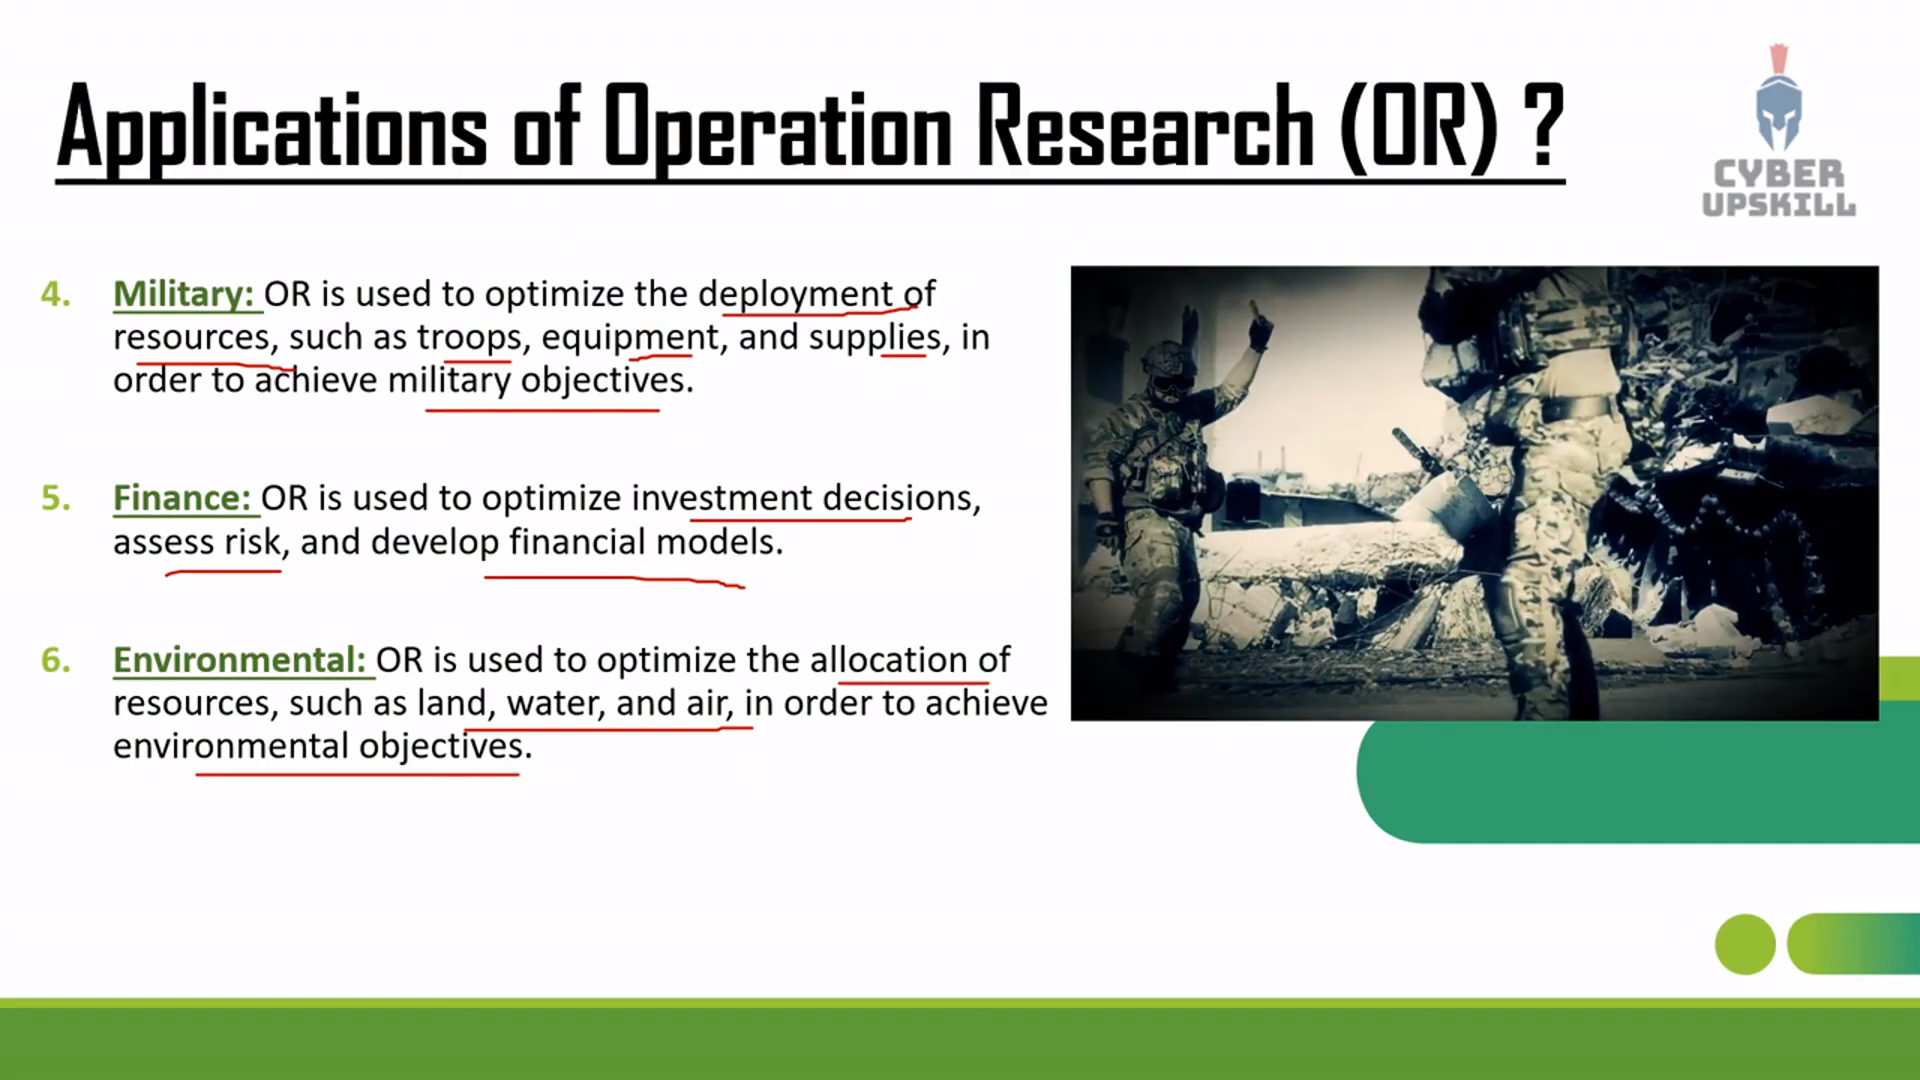 Applications of Operation Research (OR) ?
CYBER
UPSKILL
4. Military: OR is used to optimize the deployment of
resources, such as troops, equipment, and supplies, in
order to achieve military objectives.
5. Finance: OR is used to optimize investment decisions,
assess risk, and develop financial models.
6. Environmental: OR is used to optimize the allocation of
resources, such as land, water, and air, in order to achieve
environmental objectives.